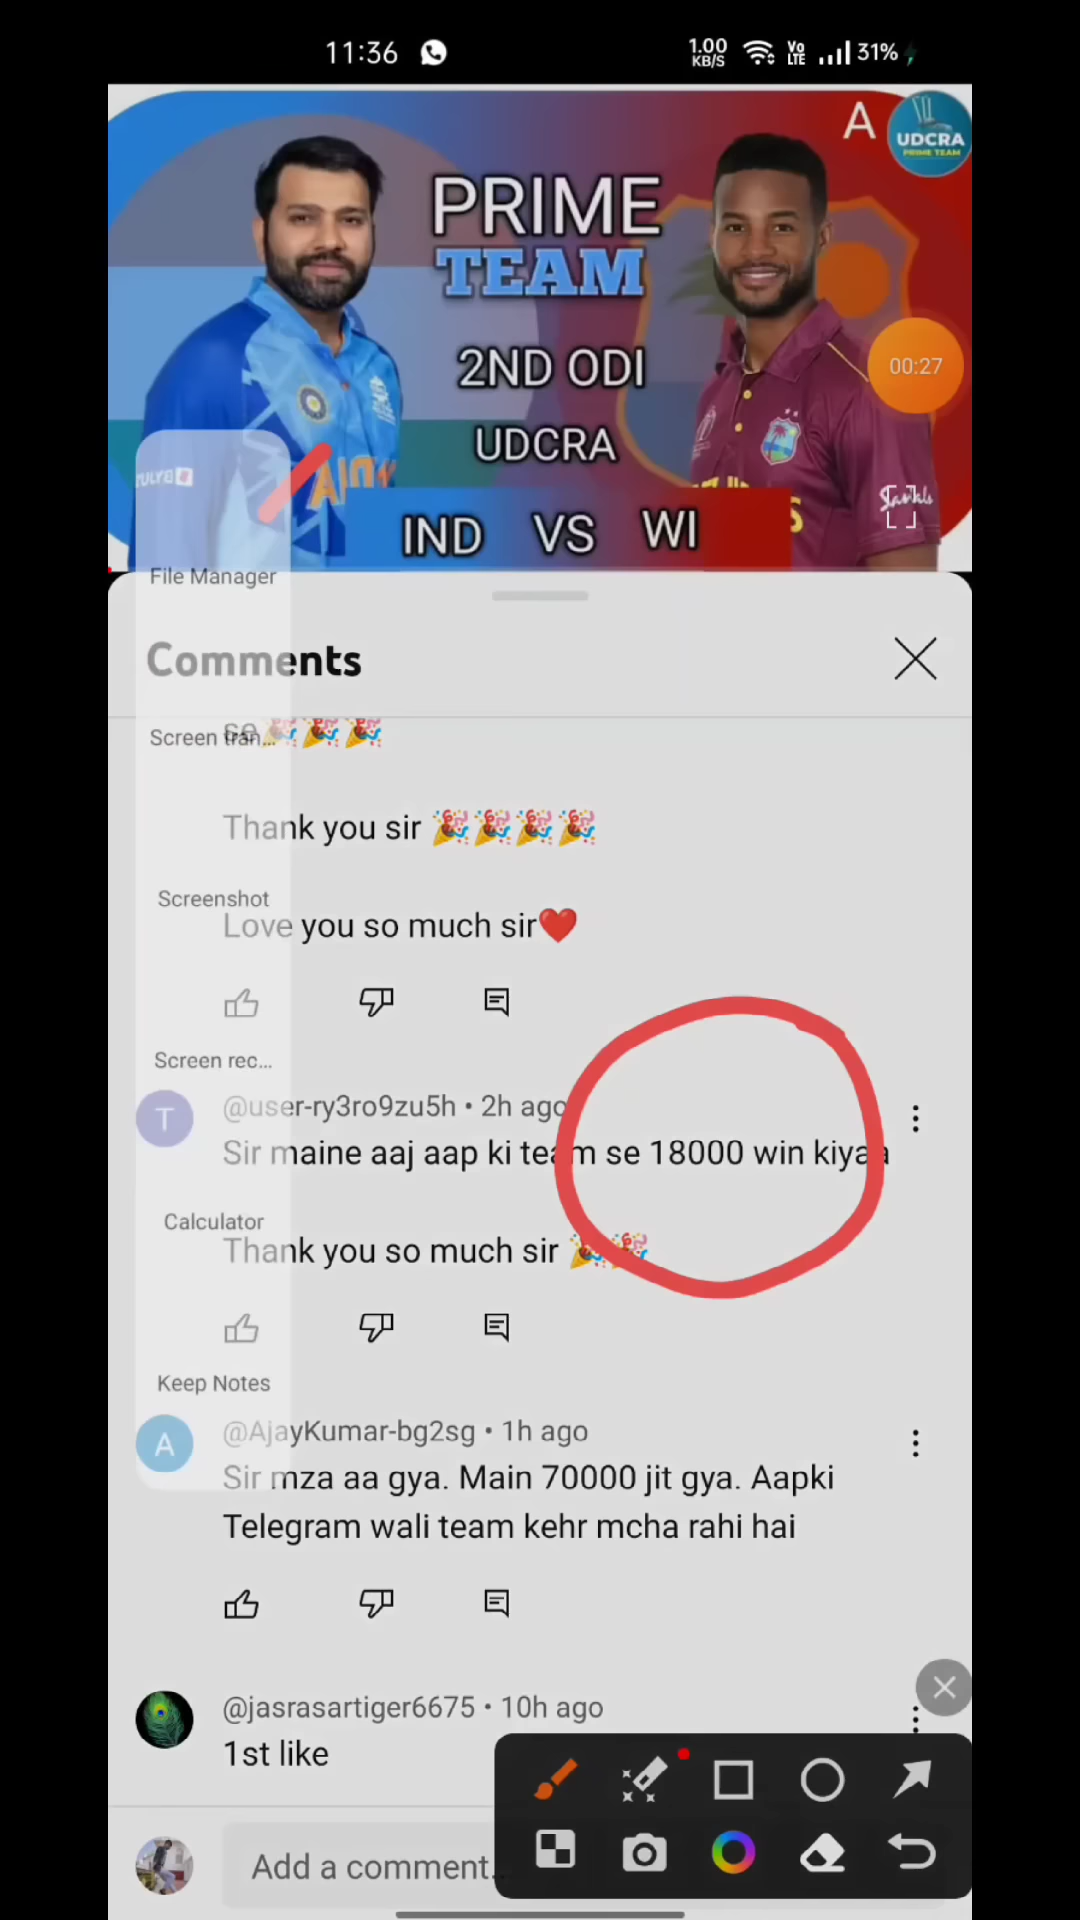 11:36
1.00
KB/S
Vo
LTE
31%
A
UDCRA
PRIME TEAM
PRIME
TEAM
2ND ODI
00:27
UDCRA
IND VS WI
File Manager
Comments
Screen tran...
se🎉🎉🎉
Thank you sir 🎉🎉🎉🎉
Screenshot
Love you so much sir❤️
Screen rec...
T
@user-ry3ro9zu5h • 2h ago
Sir maine aaj aap ki team se 18000 win kiyaa
Calculator
Thank you so much sir 🎉🎉
Keep Notes
A
@AjayKumar-bg2sg • 1h ago
Sir mza aa gya. Main 70000 jit gya. Aapki
Telegram wali team kehr mcha rahi hai
@jasrasartiger6675 • 10h ago
1st like
Add a comment...